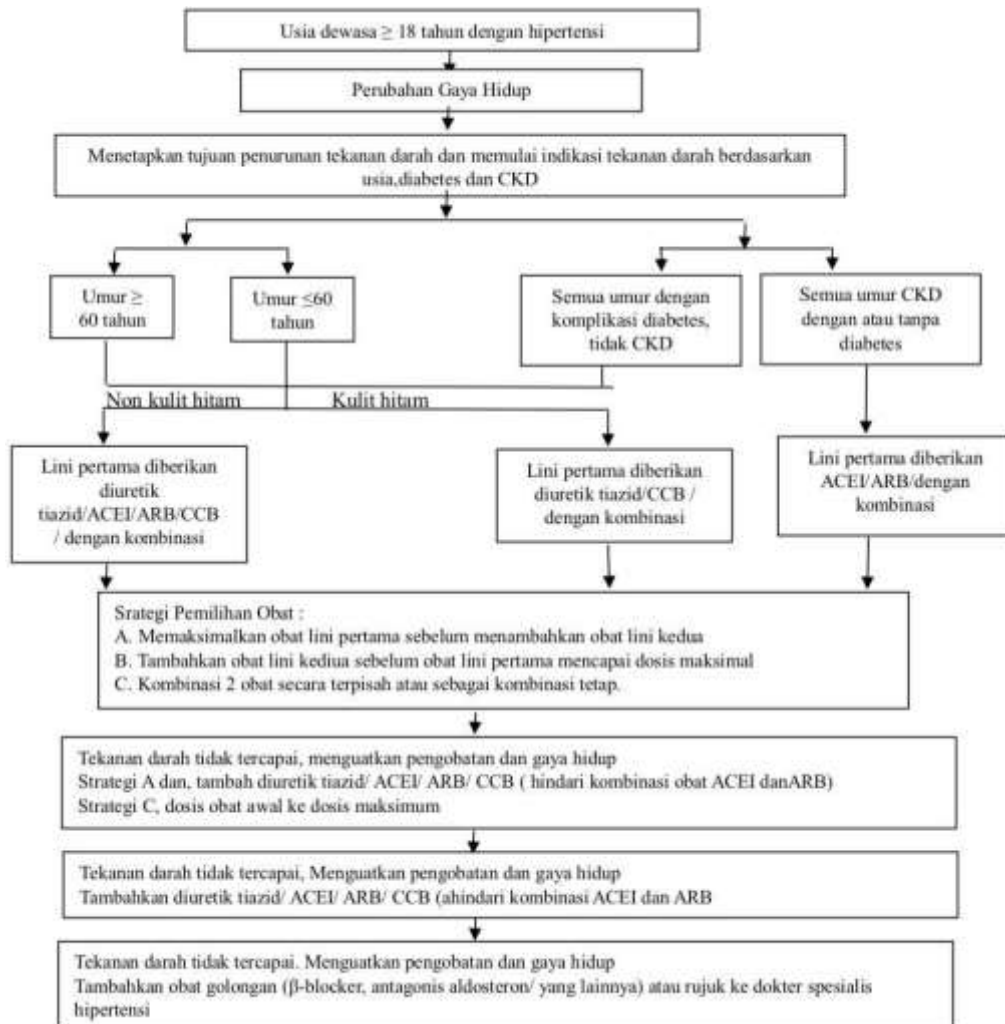 Usia dewasa ≥ 18 tahun dengan hipertensi
Perubahan Gaya Hidup
Menetapkan tujuan penurunan tekanan darah dan memulai indikasi tekanan darah berdasarkan
usia,diabetes dan CKD
Umur ≥
60 tahun
Umur ≤60
tahun
Semua umur dengan
komplikasi diabetes,
tidak CKD
Semua umur CKD
dengan atau tanpa
diabetes
Non kulit hitam
Kulit hitam
Lini pertama diberikan
diuretik
tiazid/ACEI/ARB/CCB
/ dengan kombinasi
Lini pertama diberikan
diuretik tiazid/CCB /
dengan kombinasi
Lini pertama diberikan
ACEI/ARB/dengan
kombinasi
Srategi Pemilihan Obat :
A. Memaksimalkan obat lini pertama sebelum menambahkan obat lini kedua
B. Tambahkan obat lini kediua sebelum obat lini pertama mencapai dosis maksimal
C. Kombinasi 2 obat secara terpisah atau sebagai kombinasi tetap.
Tekanan darah tidak tercapai, menguatkan pengobatan dan gaya hidup
Strategi A dan, tambah diuretik tiazid/ ACEI/ ARB/ CCB ( hindari kombinasi obat ACEI danARB)
Strategi C, dosis obat awal ke dosis maksimum
Tekanan darah tidak tercapai, Menguatkan pengobatan dan gaya hidup
Tambahkan diuretik tiazid/ ACEI/ ARB/ CCB (ahindari kombinasi ACEI dan ARB
Tekanan darah tidak tercapai. Menguatkan pengobatan dan gaya hidup
Tambahkan obat golongan (β-blocker, antagonis aldosteron/ yang lainnya) atau rujuk ke dokter spesialis
hipertensi